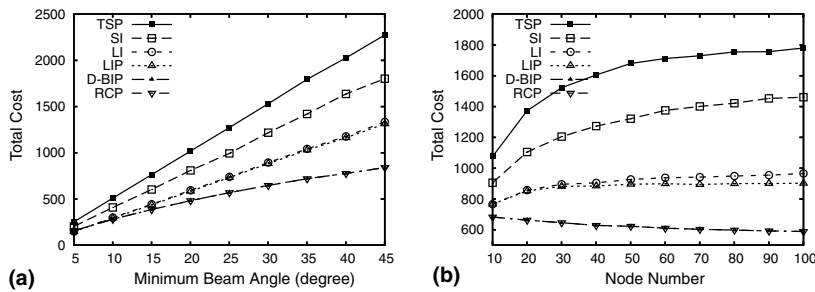 2500
2000
1500
1000
500
0
5 10 15 20 25 30 35 40 45
Total Cost
Minimum Beam Angle (degree)
TSP
SI
LI
LIP
D-BIP
RCP
(a)
2000
1800
1600
1400
1200
1000
800
600
10 20 30 40 50 60 70 80 90 100
Total Cost
Node Number
TSP
SI
LI
LIP
D-BIP
RCP
(b)